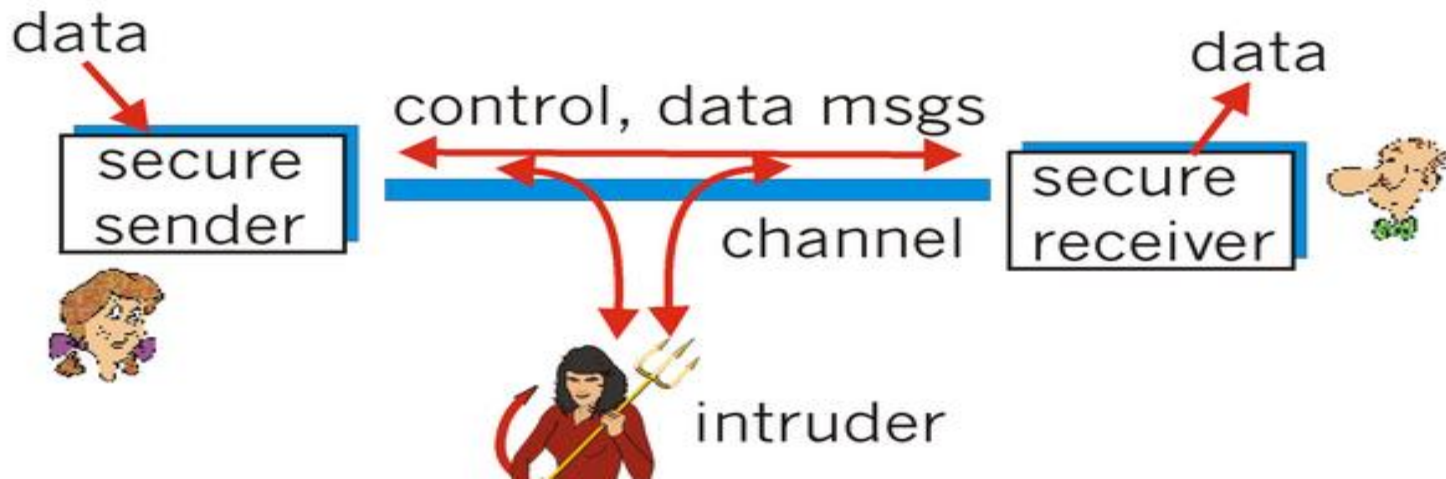 data
data
control, data msgs
secure
sender
secure
receiver
channel
intruder